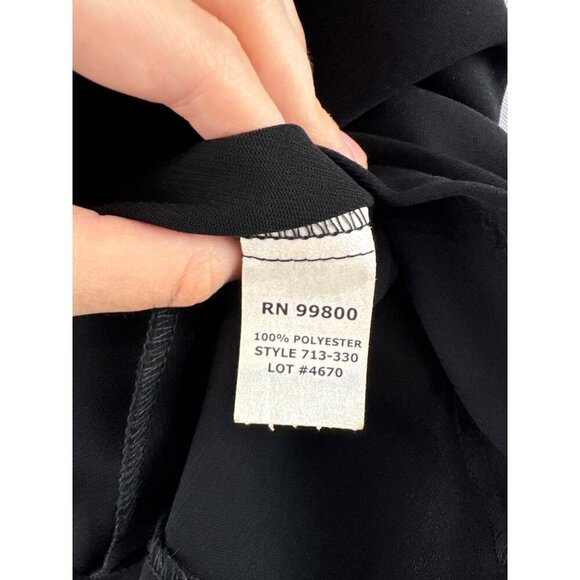 RN 99800
100% POLYESTER
STYLE 713-330
LOT #4670